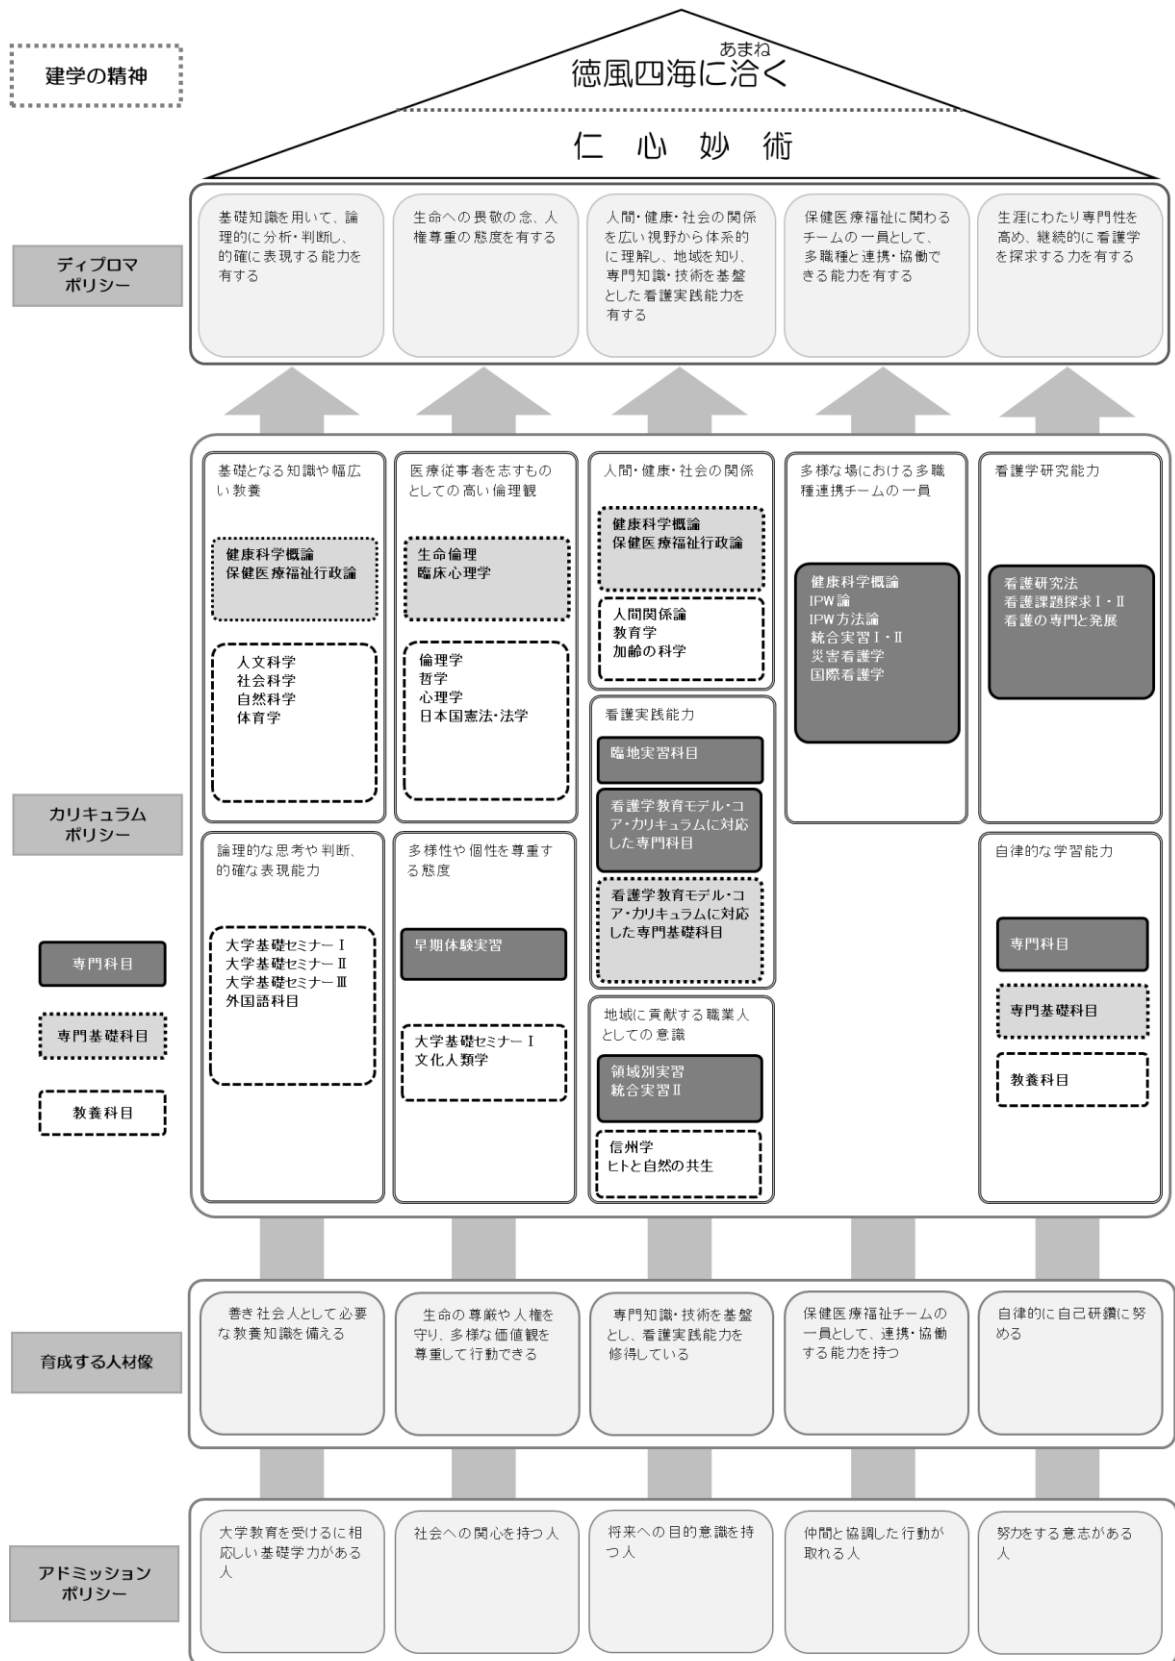 建学の精神
あまね
徳風四海に洽く
仁心妙術
ディプロマ
ポリシー
基礎知識を用いて、論
理的に分析・判断し、
的確に表現する能力を
有する
生命への畏敬の念、人
権尊重の態度を有する
人間・健康・社会の関係
を広い視野から体系的
に理解し、地域を知り、
専門知識・技術を基盤
とした看護実践能力を
有する
保健医療福祉に関わる
チームの一員として、
多職種と連携・協働で
きる能力を有する
生涯にわたり専門性を
高め、継続的に看護学
を探求する力を有する
カリキュラム
ポリシー
専門科目
専門基礎科目
教養科目
基礎となる知識や幅広
い教養
健康科学概論
保健医療福祉行政論
人文科学
社会科学
自然科学
体育学
論理的な思考や判断、
的確な表現能力
大学基礎セミナーⅠ
大学基礎セミナーⅡ
大学基礎セミナーⅢ
外国語科目
医療従事者を志すもの
としての高い倫理観
生命倫理
臨床心理学
倫理学
哲学
心理学
日本国憲法・法学
多様性や個性を尊重す
る態度
早期体験実習
大学基礎セミナーⅠ
文化人類学
人間・健康・社会の関係
健康科学概論
保健医療福祉行政論
人間関係論
教育学
加齢の科学
看護実践能力
臨地実習科目
看護学教育モデル・コ
ア・カリキュラムに対応
した専門科目
看護学教育モデル・コ
ア・カリキュラムに対応
した専門基礎科目
地域に貢献する職業人
としての意識
領域別実習
統合実習Ⅱ
信州学
ヒトと自然の共生
多様な場における多職
種連携チームの一員
健康科学概論
IPW論
IPW方法論
統合実習Ⅰ・Ⅱ
災害看護学
国際看護学
看護学研究能力
看護研究法
看護課題探求Ⅰ・Ⅱ
看護の専門と発展
自律的な学習能力
専門科目
専門基礎科目
教養科目
育成する人材像
善き社会人として必要
な教養知識を備える
生命の尊厳や人権を
守り、多様な価値観を
尊重して行動できる
専門知識・技術を基盤
とし、看護実践能力を
修得している
保健医療福祉チームの
一員として、連携・協働
する能力を持つ
自律的に自己研鑽に努
める
アドミッション
ポリシー
大学教育を受けるに相
応しい基礎学力がある
人
社会への関心を持つ人
将来への目的意識を持
つ人
仲間と協調した行動が
取れる人
努力をする意志がある
人